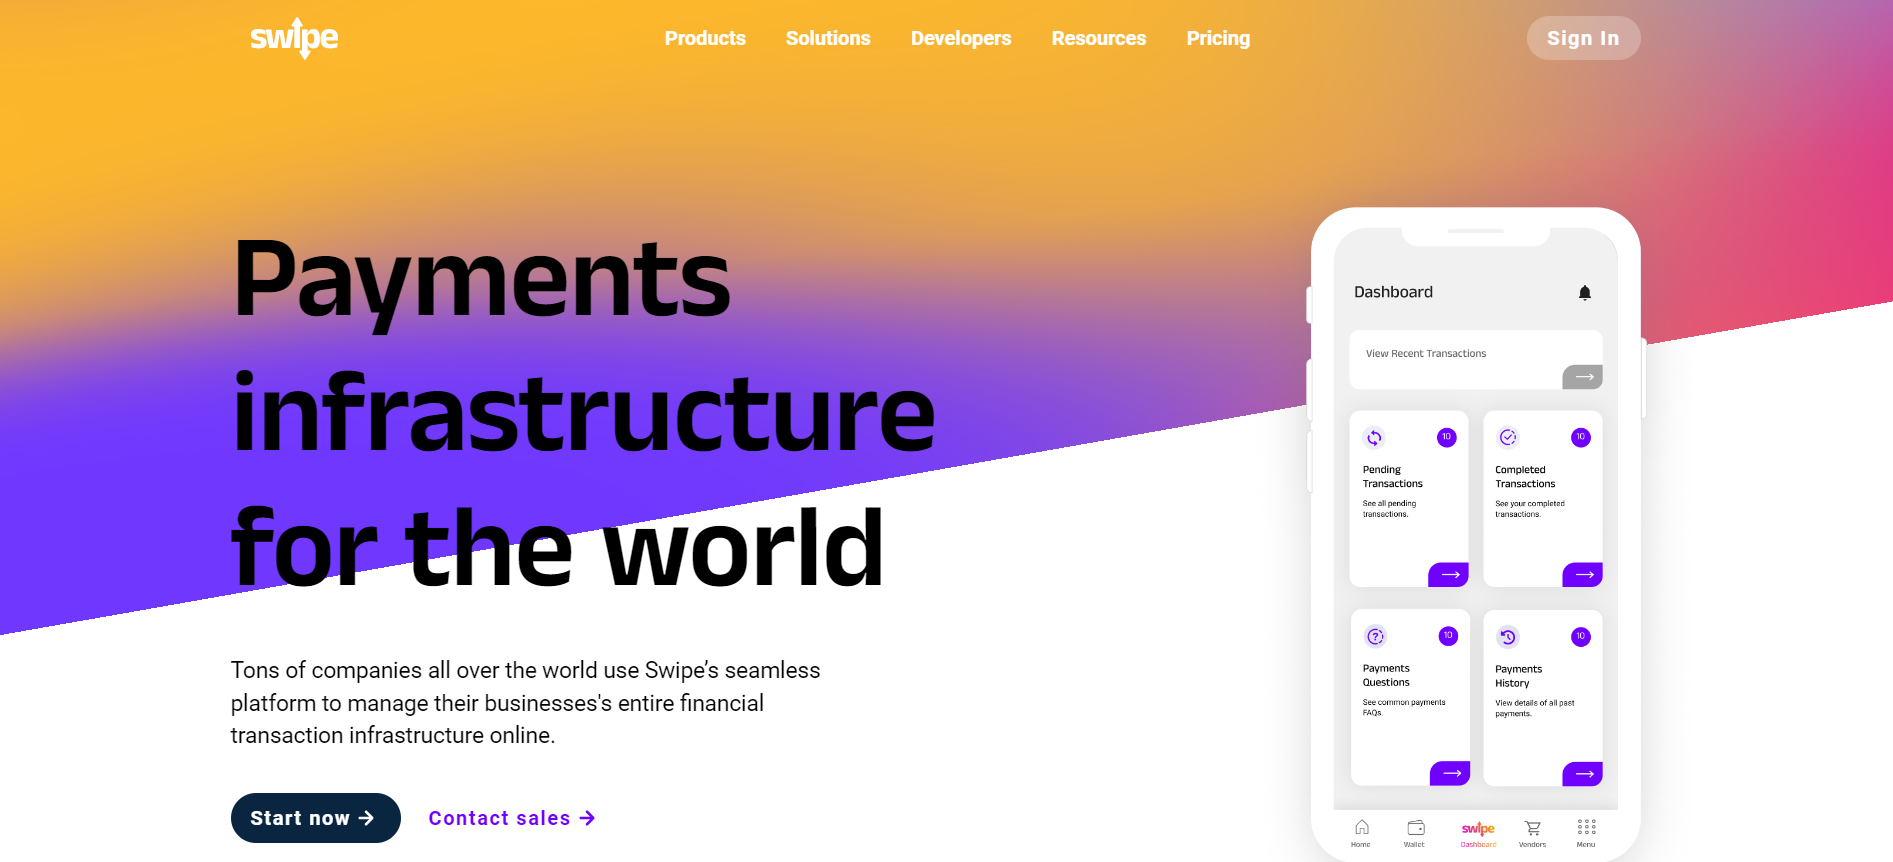 swipe
Products Solutions Developers Resources Pricing
Sign In
Payments
infrastructure
for the world
Tons of companies all over the world use Swipe’s seamless
platform to manage their businesses's entire financial
transaction infrastructure online.
Start now
Contact sales
Dashboard
View Recent Transactions
10
Pending
Transactions
See all pending
transactions.
10
Completed
Transactions
See your completed
transactions.
10
Payments
Questions
See common payments
FAQs.
10
Payments
History
View details of all past
payments.
swipe
Home Wallet Dashboard Vendors Menu